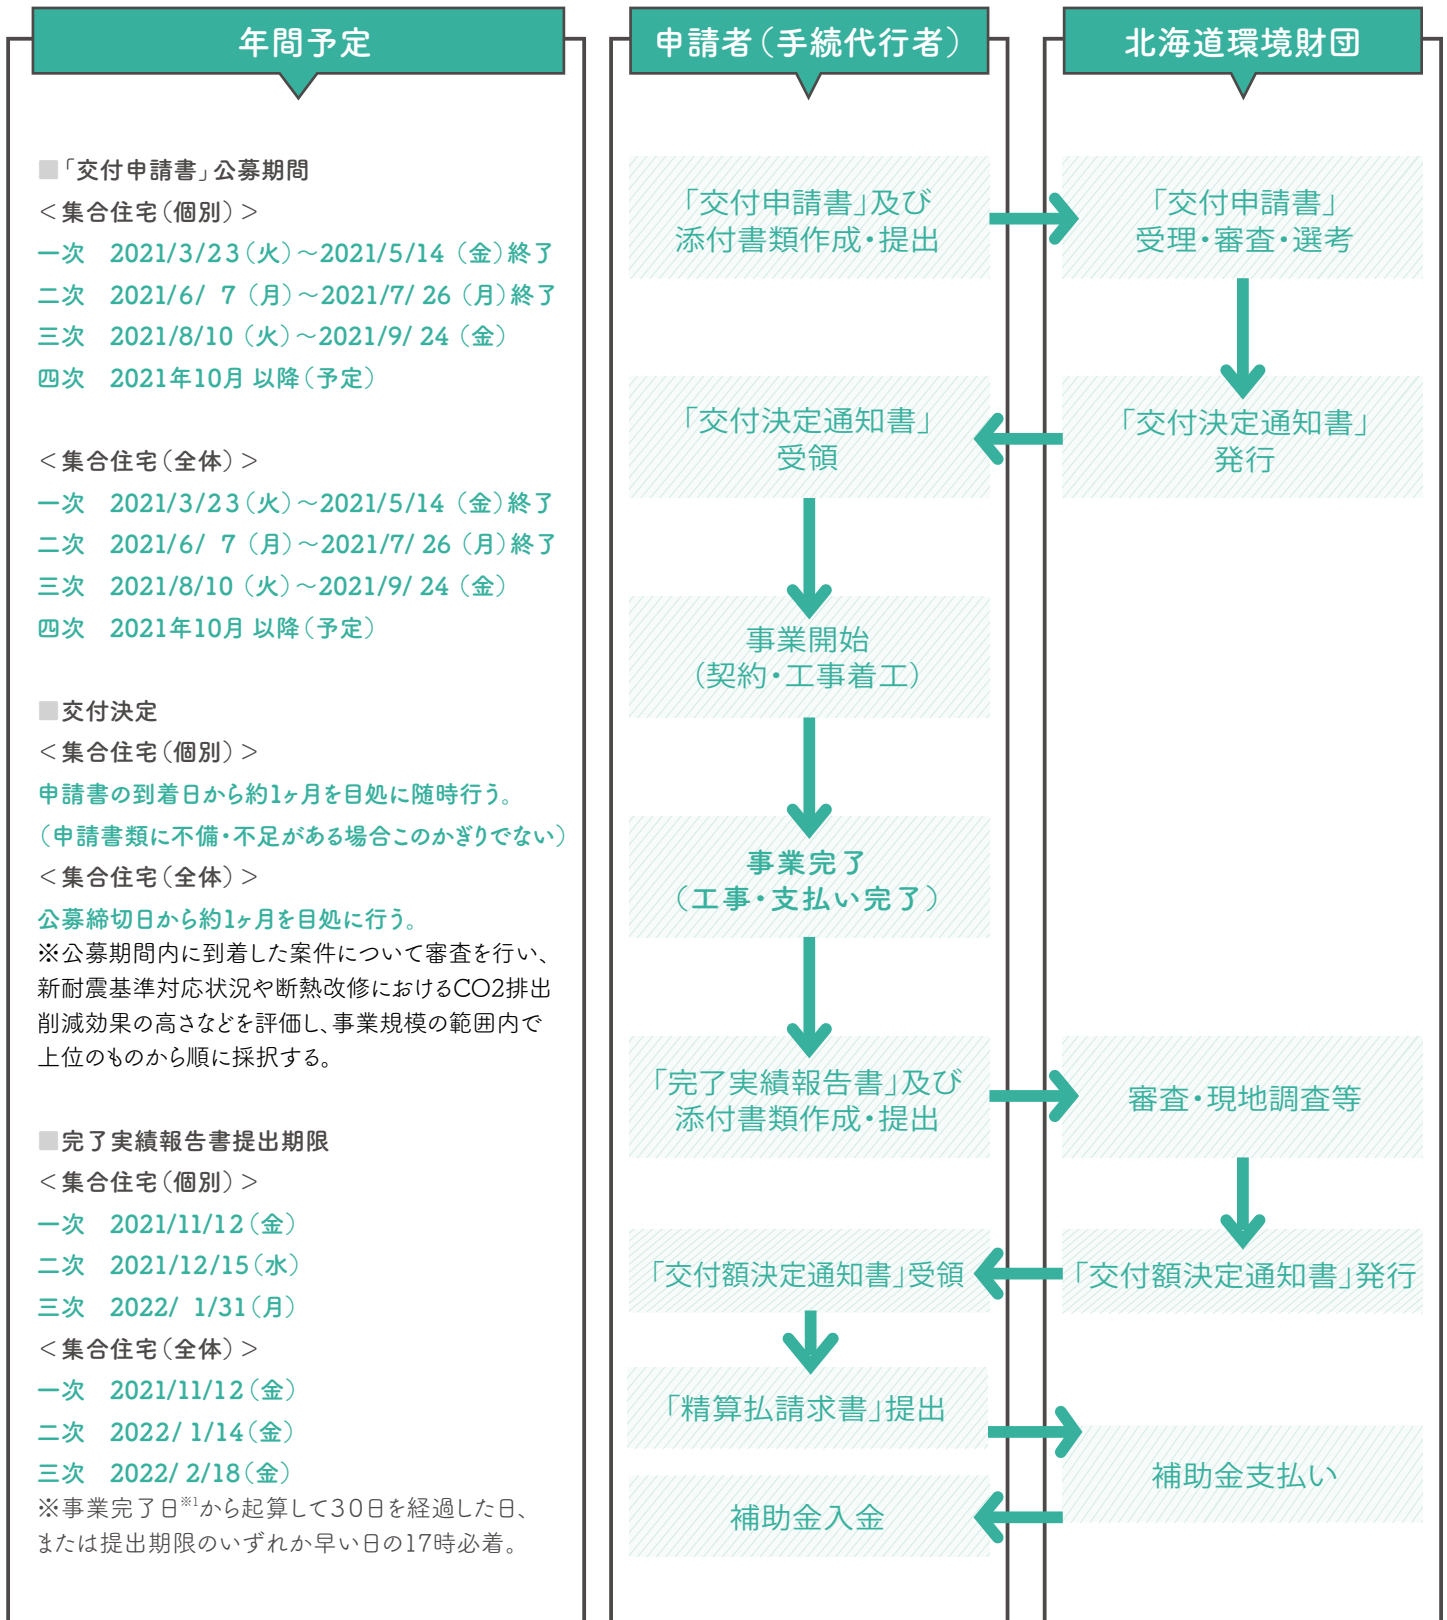 年間予定
■「交付申請書」公募期間
＜集合住宅（個別）＞
一次　2021/3/23（火）～2021/5/14（金）終了
二次　2021/6/ 7（月）～2021/7/ 26（月）終了
三次　2021/8/10（火）～2021/9/ 24（金）
四次　2021年10月 以降（予定）
＜集合住宅（全体）＞
一次　2021/3/23（火）～2021/5/14（金）終了
二次　2021/6/ 7（月）～2021/7/ 26（月）終了
三次　2021/8/10（火）～2021/9/ 24（金）
四次　2021年10月 以降（予定）
■交付決定
＜集合住宅（個別）＞
申請書の到着日から約1ヶ月を目処に随時行う。
（申請書類に不備・不足がある場合このかぎりでない）
＜集合住宅（全体）＞
公募締切日から約1ヶ月を目処に行う。
※公募期間内に到着した案件について審査を行い、
新耐震基準対応状況や断熱改修におけるCO2排出
削減効果の高さなどを評価し、事業規模の範囲内で
上位のものから順に採択する。
■完了実績報告書提出期限
＜集合住宅（個別）＞
一次　2021/11/12（金）
二次　2021/12/15（水）
三次　2022/ 1/31（月）
＜集合住宅（全体）＞
一次　2021/11/12（金）
二次　2022/ 1/14（金）
三次　2022/ 2/18（金）
※事業完了日※1から起算して30日を経過した日、
または提出期限のいずれか早い日の17時必着。
申請者（手続代行者）
「交付申請書」及び
添付書類作成・提出
「交付決定通知書」
受領
事業開始
（契約・工事着工）
事業完了
（工事・支払い完了）
「完了実績報告書」及び
添付書類作成・提出
「交付額決定通知書」受領
「精算払請求書」提出
補助金入金
北海道環境財団
「交付申請書」
受理・審査・選考
「交付決定通知書」
発行
審査・現地調査等
「交付額決定通知書」発行
補助金支払い